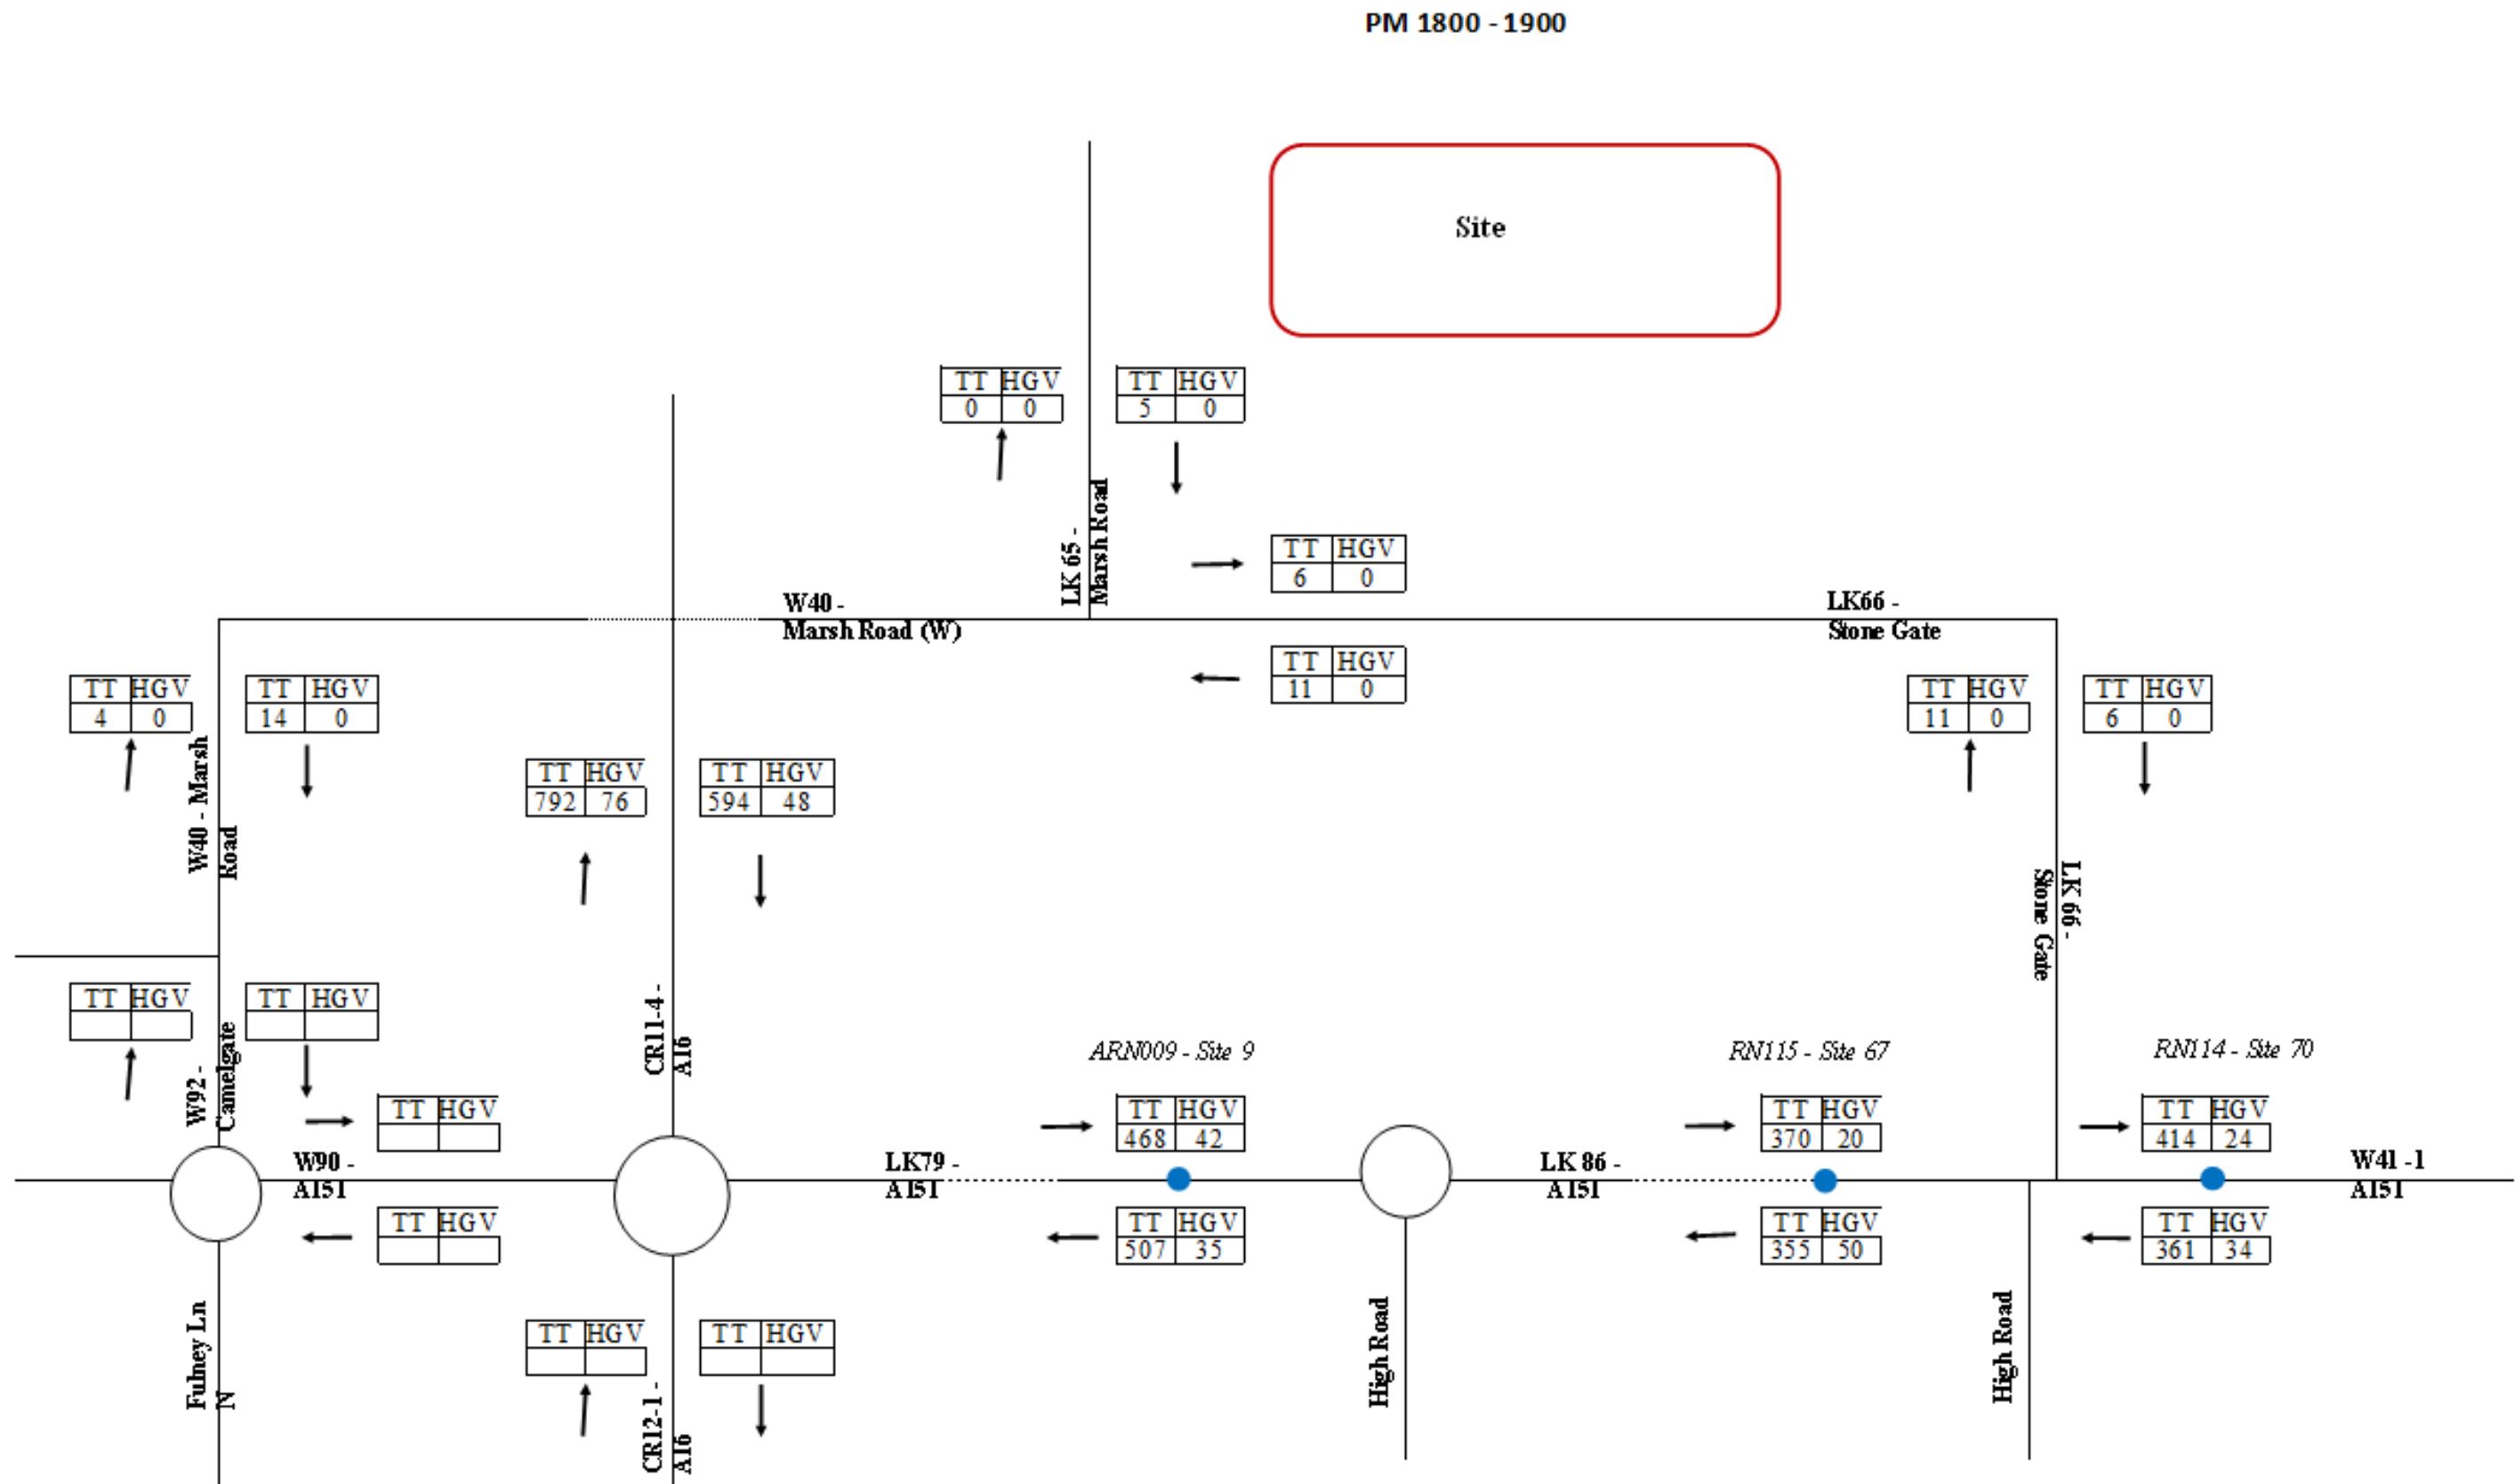 PM 1800 - 1900
Site
TT HGV
0 0
TT HGV
5 0
LK 65 -
Marsh Road
TT HGV
6 0
W40 -
Marsh Road (W)
LK66 -
Stone Gate
TT HGV
11 0
TT HGV
4 0
TT HGV
14 0
W40 - Marsh
Road
TT HGV
792 76
TT HGV
594 48
TT HGV
11 0
TT HGV
6 0
LK 66 -
Stone Gate
TT HGV
TT HGV
W92 -
Camelgate
CR11-4 -
A16
ARN009 - Site 9
RN115 - Site 67
RN114 - Site 70
TT HGV
TT HGV
468 42
TT HGV
370 20
TT HGV
414 24
W90 -
A151
LK79 -
A151
LK 86 -
A151
W41 -1
A151
TT HGV
TT HGV
507 35
TT HGV
355 50
TT HGV
361 34
Fulney Ln
N
TT HGV
TT HGV
CR12-1 -
A16
High Road
High Road